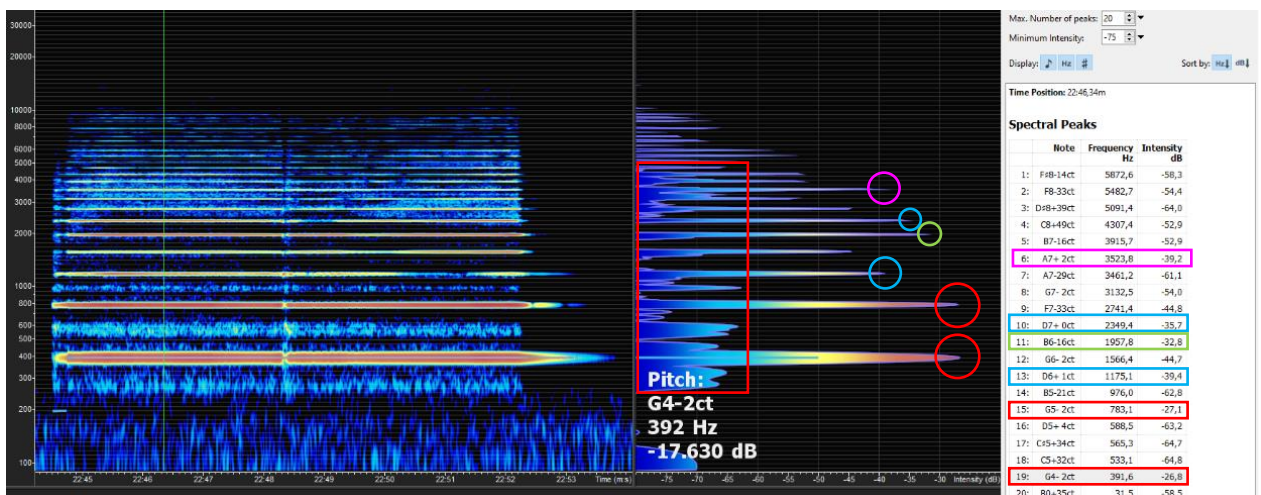 30000
20000
10000
8000
6000
5000
4000
3000
2000
1000
800
600
500
400
300
200
100
22:45 22:46 22:47 22:48 22:49 22:50 22:51 22:52 22:53 Time (m:s)
Pitch:
G4-2ct
392 Hz
-17.630 dB
-75 -70 -65 -60 -55 -50 -45 -40 -35 -30 Intensity (dB)
Max. Number of peaks: 20
Minimum Intensity: -75
Display: ♪ Hz # Sort by: Hz dB
Time Position: 22:46,34m
Spectral Peaks
Note Frequency Hz Intensity dB
1: F#8-14ct 5872,6 -58,3
2: F8-33ct 5482,7 -54,4
3: D#8+39ct 5091,4 -64,0
4: C8+49ct 4307,4 -52,9
5: B7-16ct 3915,7 -52,9
6: A7+ 2ct 3523,8 -39,2
7: A7-29ct 3461,2 -61,1
8: G7- 2ct 3132,5 -54,0
9: F7-33ct 2741,4 -44,8
10: D7+ 0ct 2349,4 -35,7
11: B6-16ct 1957,8 -32,8
12: G6- 2ct 1566,4 -44,7
13: D6+ 1ct 1175,1 -39,4
14: B5-21ct 976,0 -62,8
15: G5- 2ct 783,1 -27,1
16: D5+ 4ct 588,5 -63,2
17: C#5+34ct 565,3 -64,7
18: C5+32ct 533,1 -64,8
19: G4- 2ct 391,6 -26,8
20: B0+35ct 31,5 -58,5